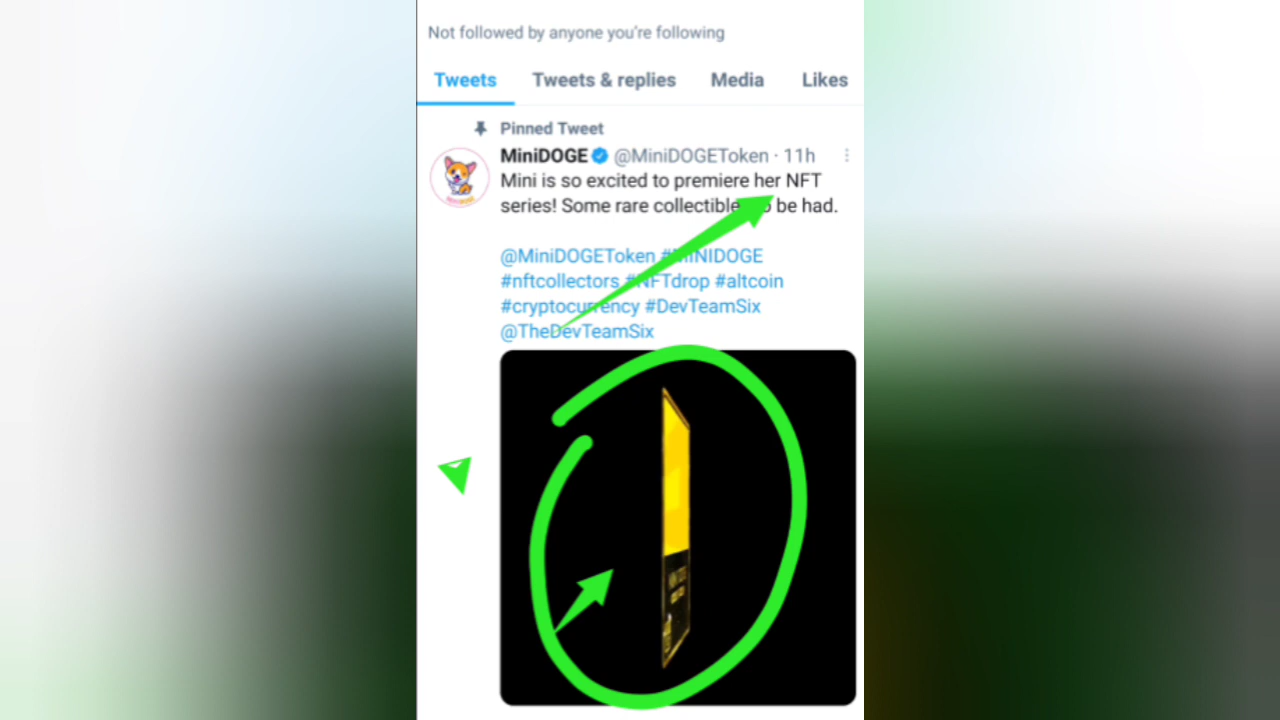 Not followed by anyone you're following
Tweets Tweets & replies Media Likes
Pinned Tweet
MiniDOGE @MiniDOGEToken · 11h
Mini is so excited to premiere her NFT
series! Some rare collectible be had.
@MiniDOGEToken #MINIDOGE
#nftcollectors #NFTdrop #altcoin
#cryptocurrency #DevTeamSix
@TheDevTeamSix